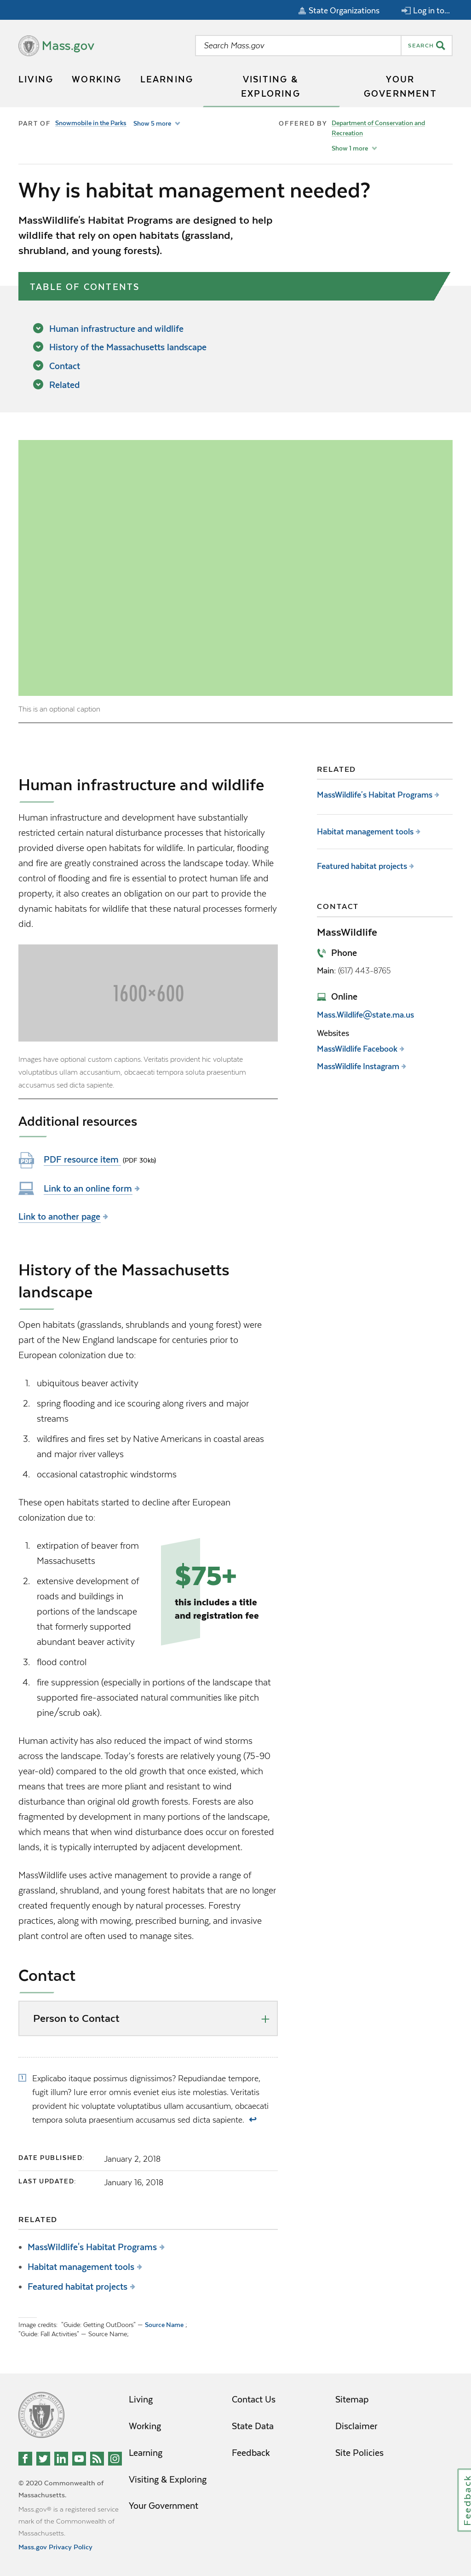 State Organizations
Log in to...
Mass.gov
Search Mass.gov
SEARCH
LIVING
WORKING
LEARNING
VISITING &
EXPLORING
YOUR
GOVERNMENT
PART OF Snowmobile in the Parks Show 5 more
OFFERED BY Department of Conservation and
Recreation
Show 1 more
Why is habitat management needed?
MassWildlife's Habitat Programs are designed to help
wildlife that rely on open habitats (grassland,
shrubland, and young forests).
TABLE OF CONTENTS
Human infrastructure and wildlife
History of the Massachusetts landscape
Contact
Related
This is an optional caption
Human infrastructure and wildlife
Human infrastructure and development have substantially
restricted certain natural disturbance processes that historically
provided diverse open habitats for wildlife. In particular, flooding
and fire are greatly constrained across the landscape today. While
control of flooding and fire is essential to protect human life and
property, it also creates an obligation on our part to provide the
dynamic habitats for wildlife that these natural processes formerly
did.
1600×600
Images have optional custom captions. Veritatis provident hic voluptate
voluptatibus ullam accusantium, obcaecati tempora soluta praesentium
accusamus sed dicta sapiente.
Additional resources
PDF
PDF resource item (PDF 30kb)
Link to an online form
Link to another page
RELATED
MassWildlife's Habitat Programs
Habitat management tools
Featured habitat projects
CONTACT
MassWildlife
Phone
Main: (617) 443-8765
Online
Mass.Wildlife@state.ma.us
Websites
MassWildlife Facebook
MassWildlife Instagram
History of the Massachusetts
landscape
Open habitats (grasslands, shrublands and young forest) were
part of the New England landscape for centuries prior to
European colonization due to:
1. ubiquitous beaver activity
2. spring flooding and ice scouring along rivers and major
streams
3. wildfires and fires set by Native Americans in coastal areas
and major river valleys
4. occasional catastrophic windstorms
These open habitats started to decline after European
colonization due to:
1. extirpation of beaver from
Massachusetts
2. extensive development of
roads and buildings in
portions of the landscape
that formerly supported
abundant beaver activity
$75+
this includes a title
and registration fee
3. flood control
4. fire suppression (especially in portions of the landscape that
supported fire-associated natural communities like pitch
pine/scrub oak).
Human activity has also reduced the impact of wind storms
across the landscape. Today's forests are relatively young (75-90
year-old) compared to the old growth that once existed, which
means that trees are more pliant and resistant to wind
disturbance than original old growth forests. Forests are also
fragmented by development in many portions of the landscape,
which means that when wind disturbance does occur on forested
lands, it is typically interrupted by adjacent development.
MassWildlife uses active management to provide a range of
grassland, shrubland, and young forest habitats that are no longer
created frequently enough by natural processes. Forestry
practices, along with mowing, prescribed burning, and invasive
plant control are often used to manage sites.
Contact
Person to Contact
1 Explicabo itaque possimus dignissimos? Repudiandae tempore,
fugit illum? Iure error omnis eveniet eius iste molestias. Veritatis
provident hic voluptate voluptatibus ullam accusantium, obcaecati
tempora soluta praesentium accusamus sed dicta sapiente. ↩
DATE PUBLISHED: January 2, 2018
LAST UPDATED: January 16, 2018
RELATED
MassWildlife's Habitat Programs
Habitat management tools
Featured habitat projects
Image credits: "Guide: Getting OutDoors" — Source Name ,
"Guide: Fall Activities" — Source Name;
Living
Working
Learning
Visiting & Exploring
Your Government
Contact Us
State Data
Feedback
Sitemap
Disclaimer
Site Policies
© 2020 Commonwealth of
Massachusetts.
Mass.gov® is a registered service
mark of the Commonwealth of
Massachusetts.
Mass.gov Privacy Policy
Feedback